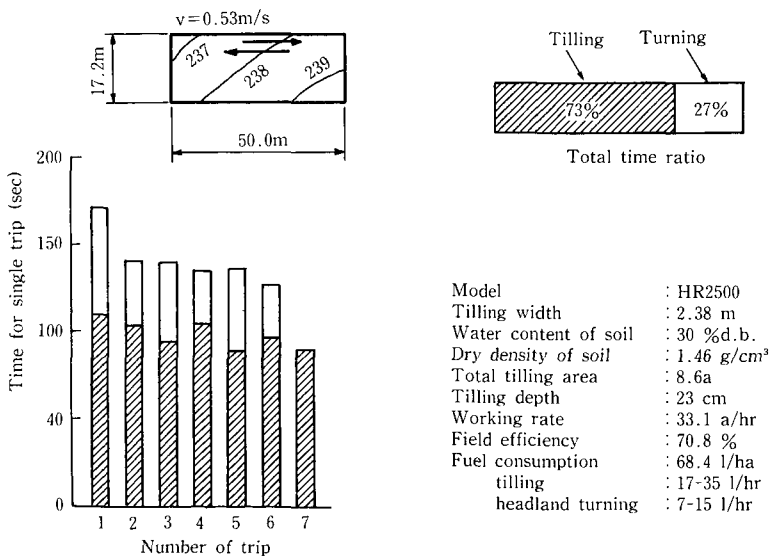 v=0.53m/s
17.2m
237
238
239
50.0m
Tilling
Turning
73%
27%
Total time ratio
Time for single trip (sec)
200
150
100
40
0
1 2 3 4 5 6 7
Number of trip
Model : HR2500
Tilling width : 2.38 m
Water content of soil : 30 %d.b.
Dry density of soil : 1.46 g/cm³
Total tilling area : 8.6a
Tilling depth : 23 cm
Working rate : 33.1 a/hr
Field efficiency : 70.8 %
Fuel consumption : 68.4 l/ha
tilling : 17-35 l/hr
headland turning : 7-15 l/hr